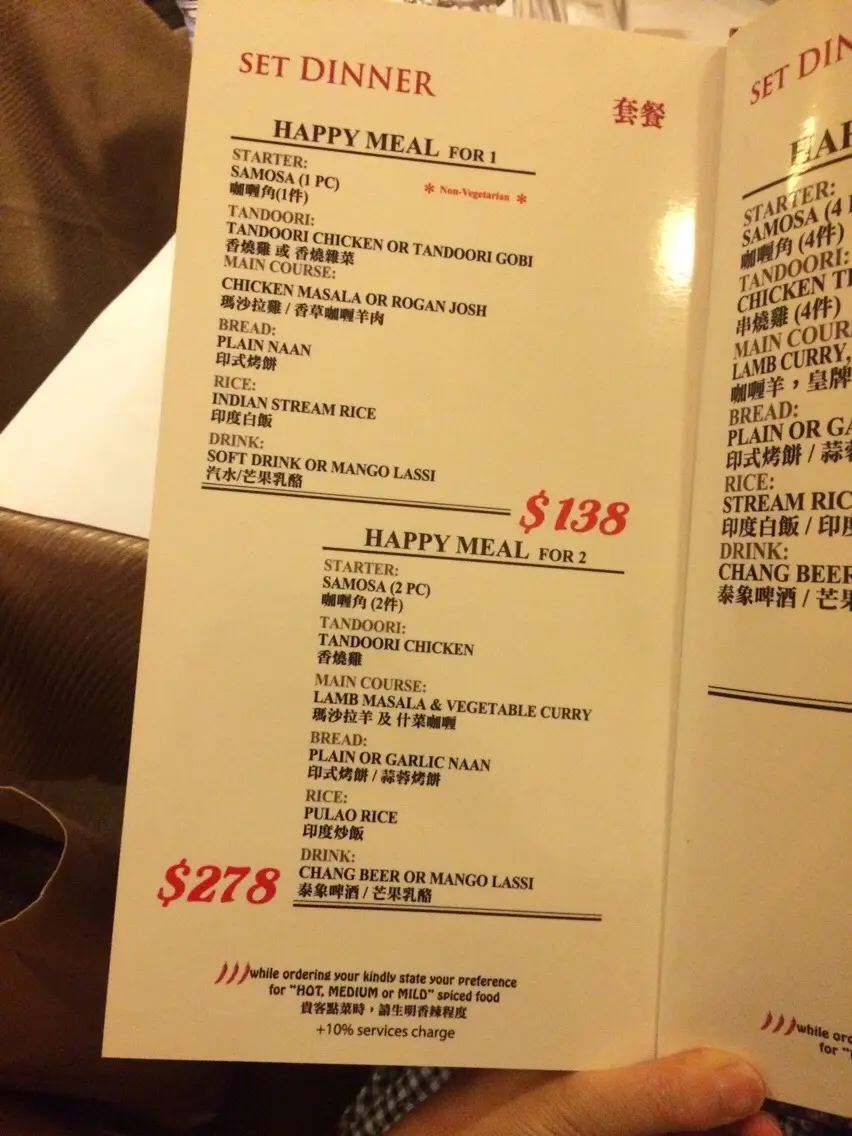 SET DINNER
套餐
HAPPY MEAL FOR 1
STARTER:
SAMOSA (1 PC)
咖喱角(1件)
* Non-Vegetarian *
TANDOORI:
TANDOORI CHICKEN OR TANDOORI GOBI
香燒雞 或 香燒雜菜
MAIN COURSE:
CHICKEN MASALA OR ROGAN JOSH
瑪沙拉雞 / 香草咖喱羊肉
BREAD:
PLAIN NAAN
印式烤餅
RICE:
INDIAN STREAM RICE
印度白飯
DRINK:
SOFT DRINK OR MANGO LASSI
汽水/芒果乳酪
$138
HAPPY MEAL FOR 2
STARTER:
SAMOSA (2 PC)
咖喱角 (2件)
TANDOORI:
TANDOORI CHICKEN
香燒雞
MAIN COURSE:
LAMB MASALA & VEGETABLE CURRY
瑪沙拉羊 及 什菜咖喱
BREAD:
PLAIN OR GARLIC NAAN
印式烤餅 / 蒜蓉烤餅
RICE:
PULAO RICE
印度炒飯
DRINK:
CHANG BEER OR MANGO LASSI
泰象啤酒 / 芒果乳酪
$278
while ordering your kindly state your preference
for "HOT, MEDIUM or MILD" spiced food
貴客點菜時，請生明香辣程度
+10% services charge
SET DIN
STARTER:
SAMOSA (4
咖喱角 (4件)
TANDOORI:
CHICKEN
串燒雞 (4件)
MAIN COUR
LAMB CURRY,
咖喱羊，皇牌
BREAD:
PLAIN OR
印式烤餅 /
RICE:
STREAM RIC
印度白飯 /
DRINK:
CHANG BEER
泰象啤酒 /
while
for